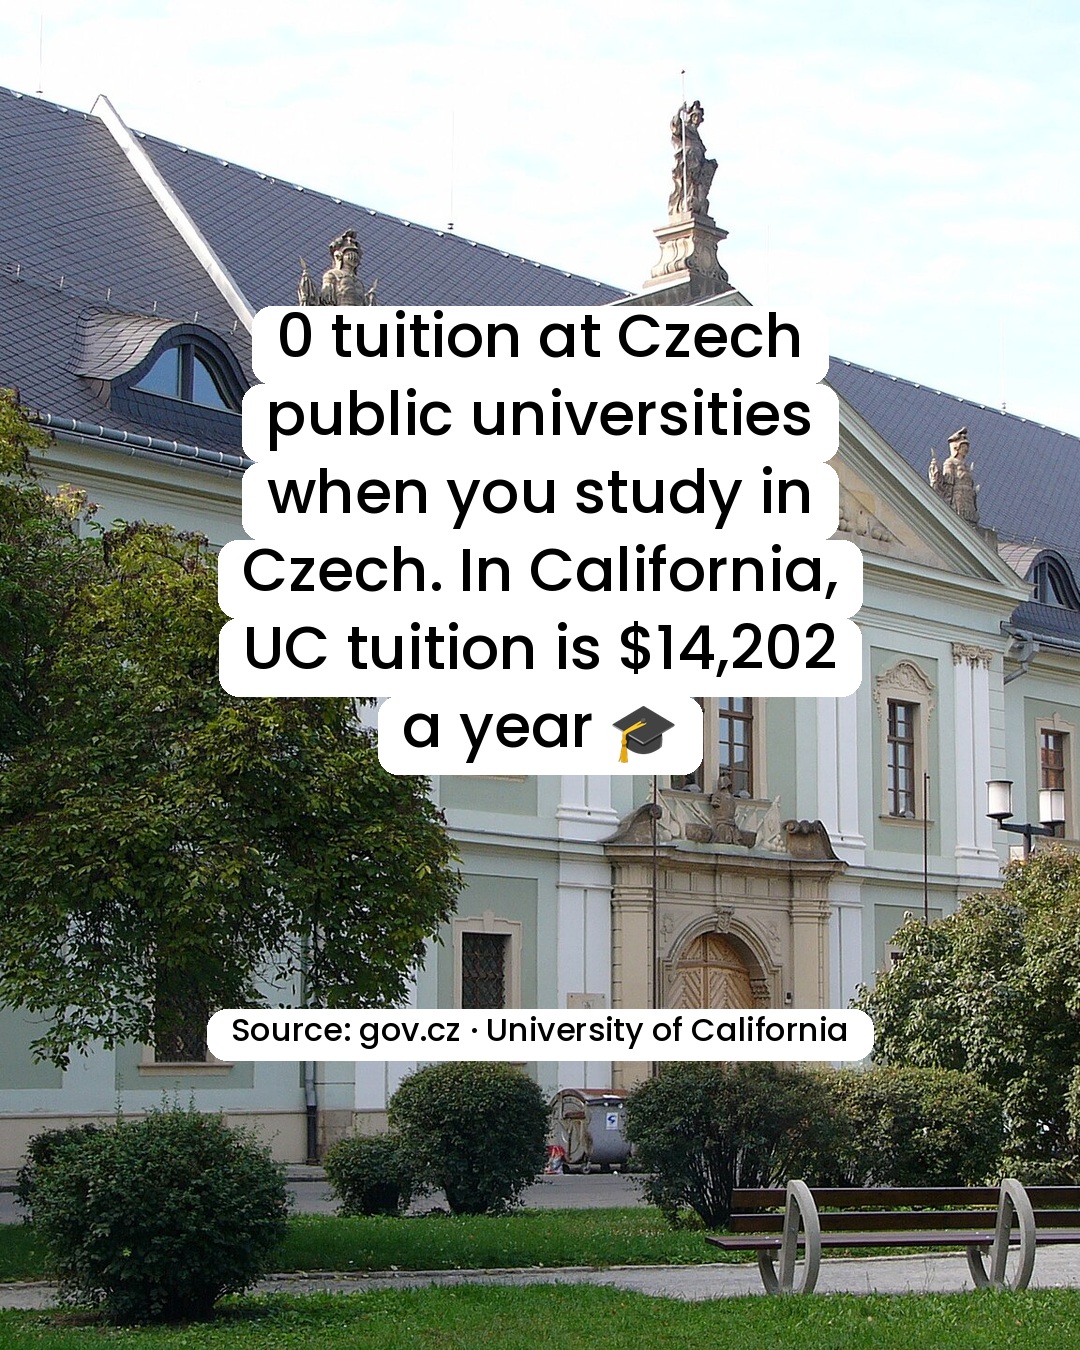 0 tuition at Czech
public universities
when you study in
Czech. In California,
UC tuition is $14,202
a year 🎓
Source: gov.cz · University of California